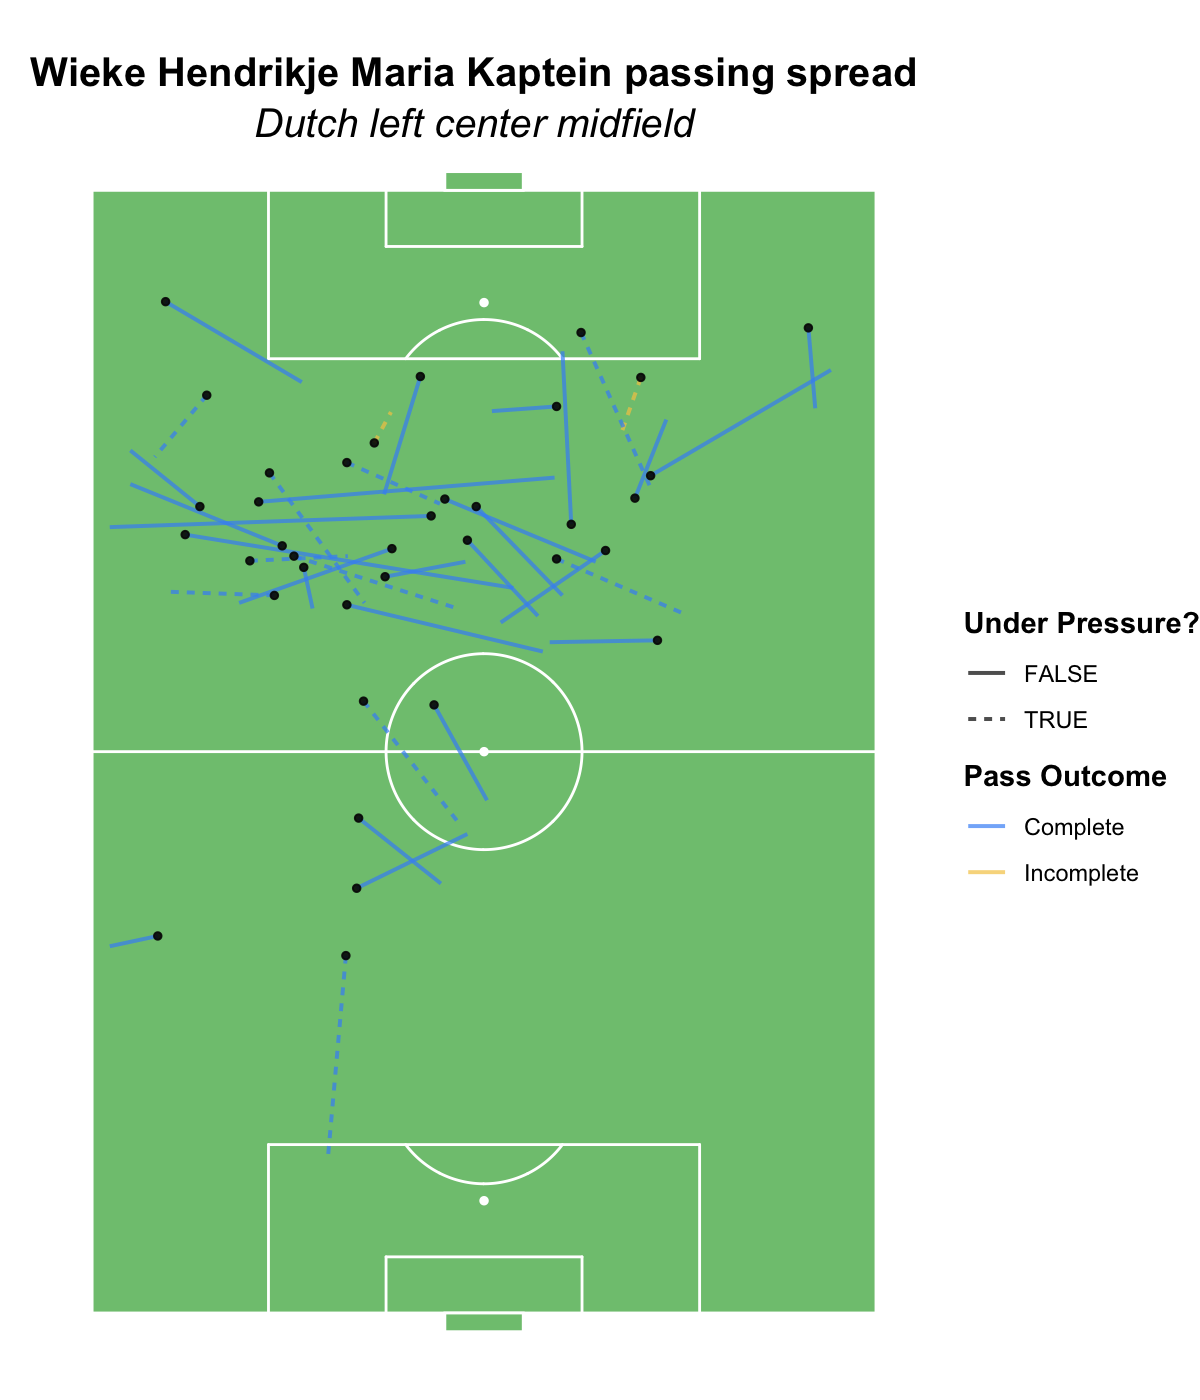 Wieke Hendrikje Maria Kaptein passing spread
Dutch left center midfield
Under Pressure?
FALSE
TRUE
Pass Outcome
Complete
Incomplete